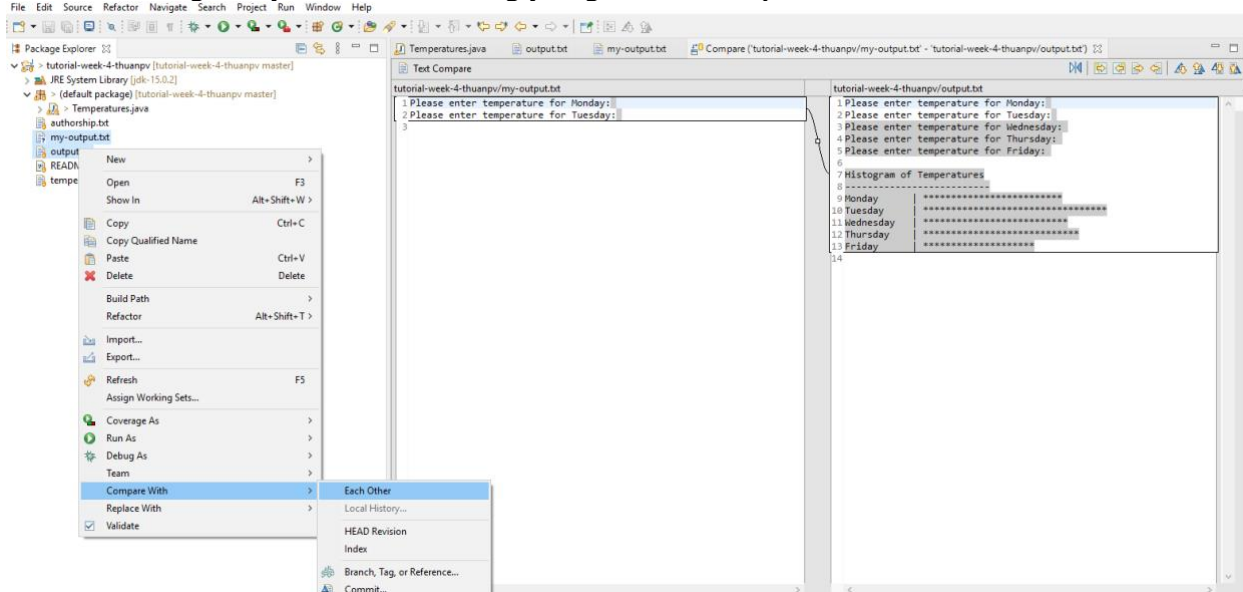 File Edit Source Refactor Navigate Search Project Run Window Help
Package Explorer
> tutorial-week-4-thuanpv [tutorial-week-4-thuanpv master]
JRE System Library [jdk-15.0.2]
> (default package) [tutorial-week-4-thuanpv master]
> Temperatures.java
authorship.txt
my-output.txt
output
READN
tempe
New
Open F3
Show In Alt+Shift+W >
Copy Ctrl+C
Copy Qualified Name
Paste Ctrl+V
Delete Delete
Build Path
Refactor Alt+Shift+T >
Import...
Export...
Refresh F5
Assign Working Sets...
Coverage As
Run As
Debug As
Team
Compare With
Replace With
Validate
Each Other
Local History...
HEAD Revision
Index
Branch, Tag, or Reference...
Commit...
Temperatures.java output.txt my-output.txt Compare ('tutorial-week-4-thuanpv/my-output.txt' - 'tutorial-week-4-thuanpv/output.txt')
Text Compare
tutorial-week-4-thuanpv/my-output.txt
1 Please enter temperature for Monday:
2 Please enter temperature for Tuesday:
3
tutorial-week-4-thuanpv/output.txt
1 Please enter temperature for Monday:
2 Please enter temperature for Tuesday:
3 Please enter temperature for Wednesday:
4 Please enter temperature for Thursday:
5 Please enter temperature for Friday:
6
7 Histogram of Temperatures
8 --------------------------
9 Monday | *************************
10 Tuesday | *********************************
11 Wednesday | **************************
12 Thursday | ****************************
13 Friday | ********************
14